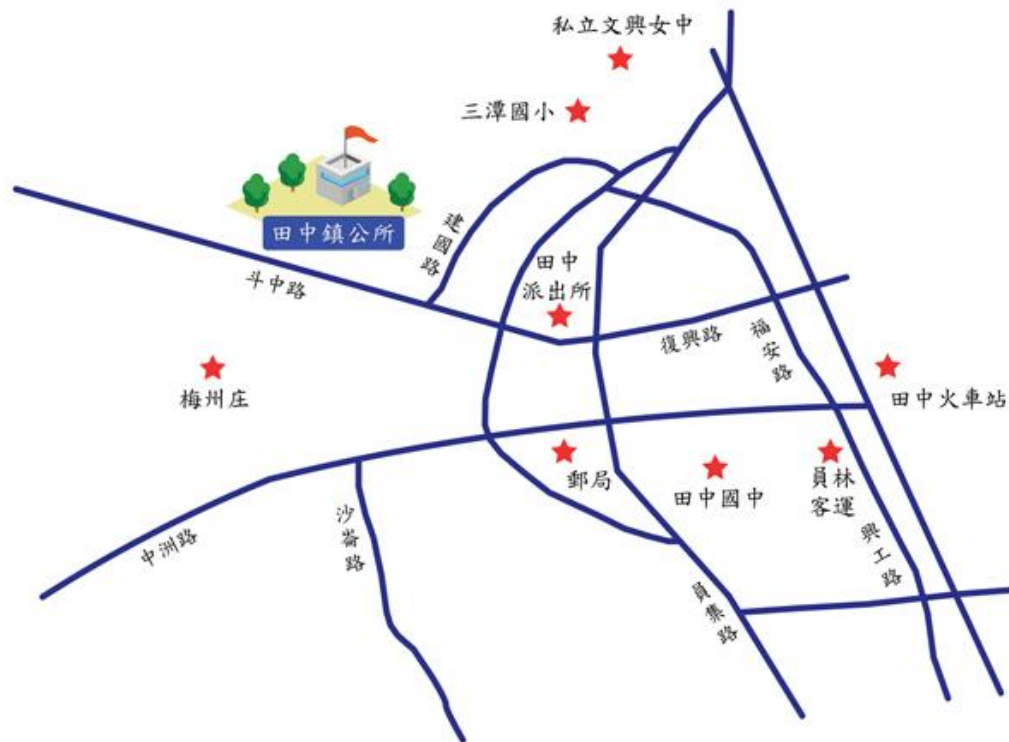 私立文興女中
三潭國小
田中鎮公所
建國路
斗中路
田中
派出所
復興路
福安路
梅州庄
田中火車站
郵局
田中國中
員林
客運
中洲路
沙崙路
員集路
興工路